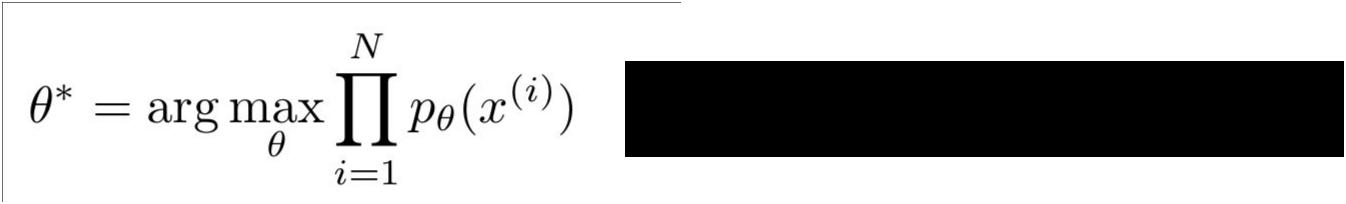 θ* = arg max_θ ∏_{i=1}^{N} p_θ(x^{(i)})